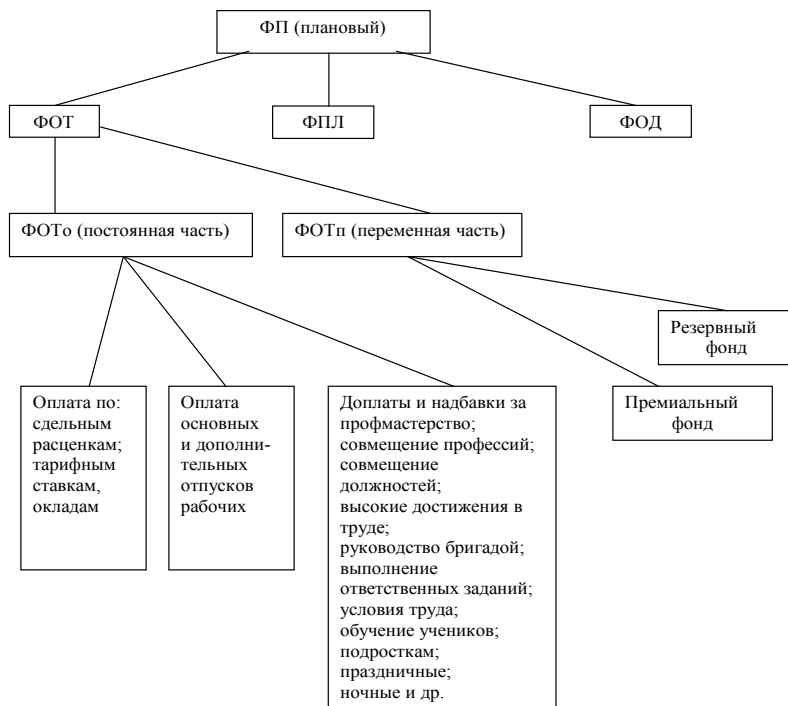 ФП (плановый)
ФОТ
ФПЛ
ФОД
ФОТо (постоянная часть)
ФОТп (переменная часть)
Резервный
фонд
Оплата по:
сдельным
расценкам;
тарифным
ставкам,
окладам
Оплата
основных
и дополни-
тельных
отпусков
рабочих
Доплаты и надбавки за
профмастерство;
совмещение профессий;
совмещение
должностей;
высокие достижения в
труде;
руководство бригадой;
выполнение
ответственных заданий;
условия труда;
обучение учеников;
подросткам;
праздничные;
ночные и др.
Премиальный
фонд